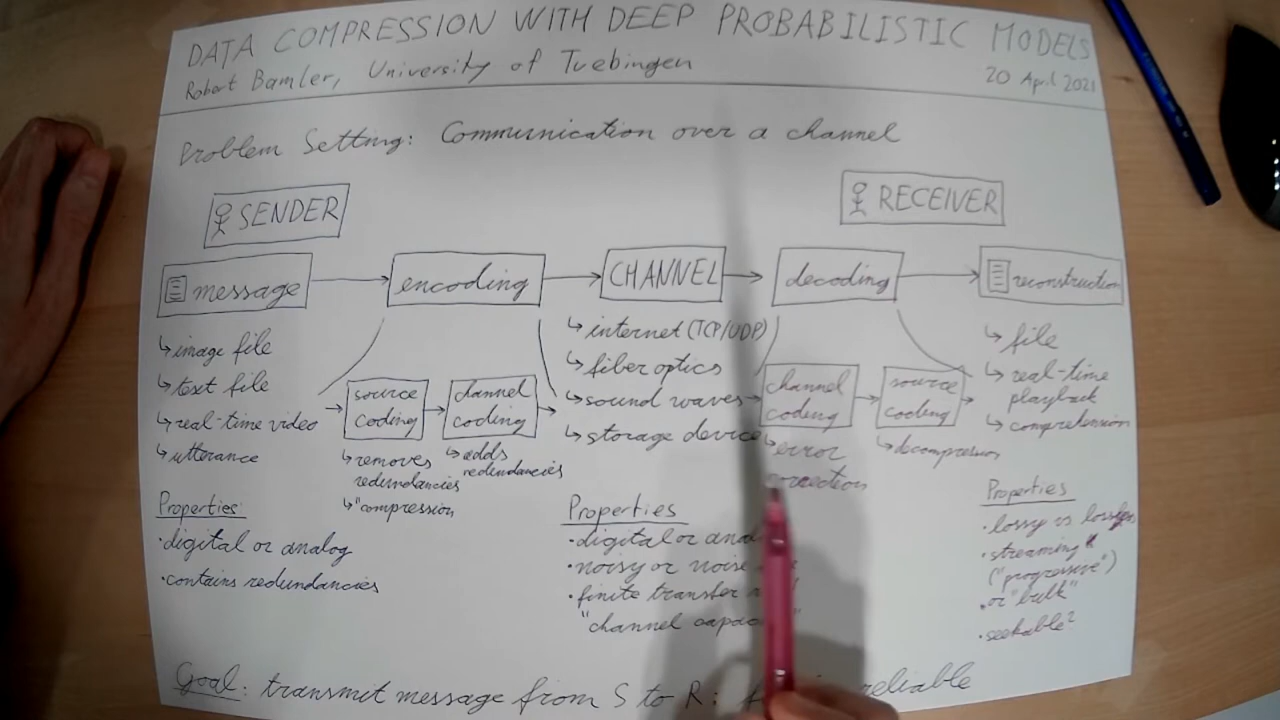 DATA COMPRESSION WITH DEEP PROBABILISTIC MODELS
Robert Bamler, University of Tuebingen
20 April 2021
Problem Setting: Communication over a channel
SENDER
RECEIVER
message
encoding
CHANNEL
decoding
reconstruction
↳ image file
↳ text file
↳ real-time video
↳ utterance
source coding
channel coding
↳ removes
redundancies
↳ "compression
↳ adds
redundancies
↳ internet (TCP/UDP)
↳ fiber optics
↳ sound waves
↳ storage device
channel coding
source coding
↳ error
correction
↳ decompression
↳ file
↳ real-time
playback
↳ comprehension
Properties
· digital or analog
· contains redundancies
Properties
· digital or
· noisy or
· finite transfer
"channel
Properties
· lossy vs lossless
· streaming"
("progressive")
· or "bulk"
· seekable?
Goal: transmit message from S to R: reliable